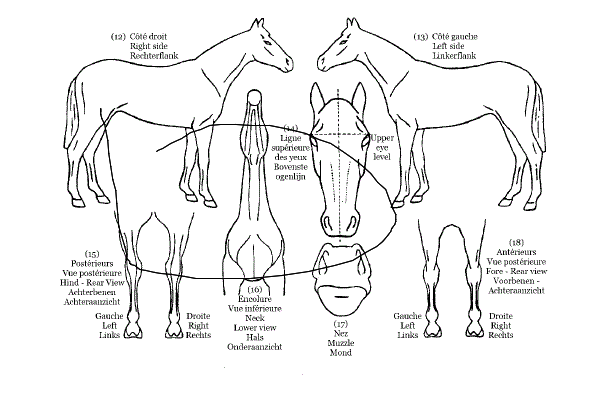 (12) Côté droit
Right side
Rechterflank
(13) Côté gauche
Left side
Linkerflank
(14)
Ligne
supérieure
des yeux
Bovenste
ogenlijn
Upper
eye
level
(15)
Postérieurs
Vue postérieure
Hind - Rear View
Achterbenen
Achteraanzicht
Gauche
Left
Links
Droite
Right
Rechts
(16)
Encolure
Vue inférieure
Neck
Lower view
Hals
Onderaanzicht
(17)
Nez
Muzzle
Mond
(18)
Antérieurs
Vue postérieure
Fore - Rear view
Voorbenen -
Achteraanzicht
Gauche
Left
Links
Droite
Right
Rechts